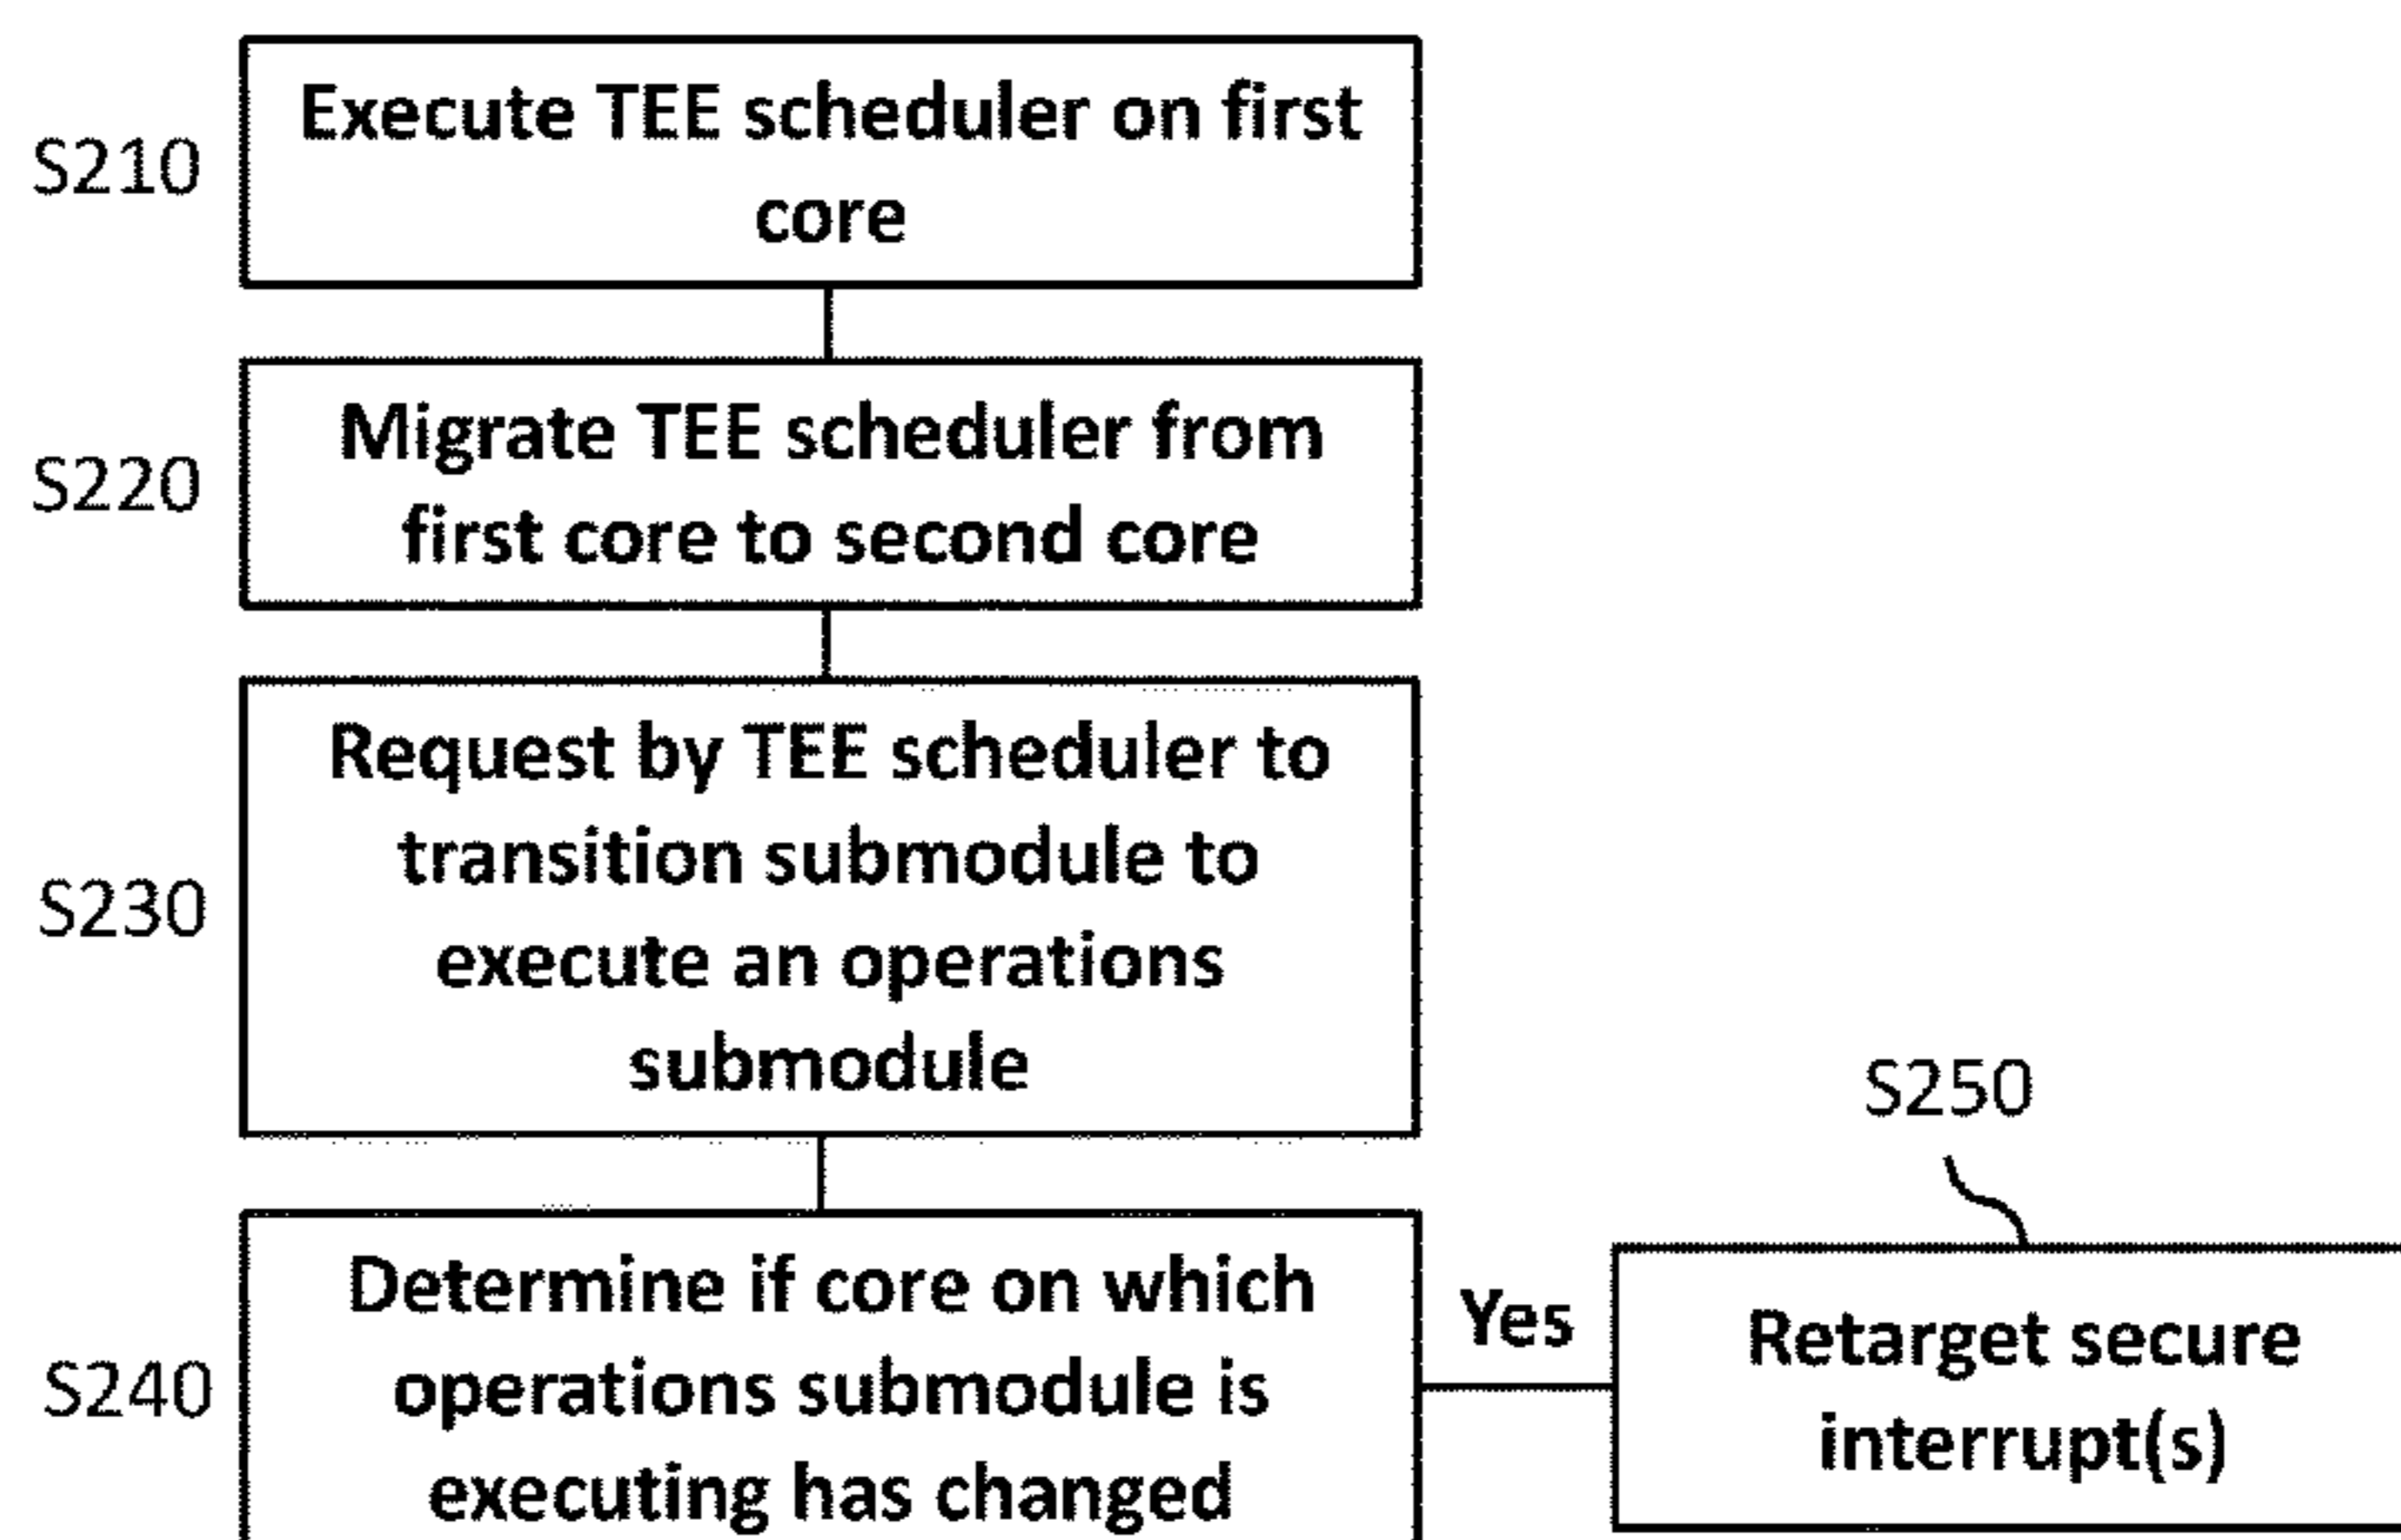 S210
Execute TEE scheduler on first
core
S220
Migrate TEE scheduler from
first core to second core
S230
Request by TEE scheduler to
transition submodule to
execute an operations
submodule
S240
Determine if core on which
operations submodule is
executing has changed
Yes
S250
Retarget secure
interrupt(s)